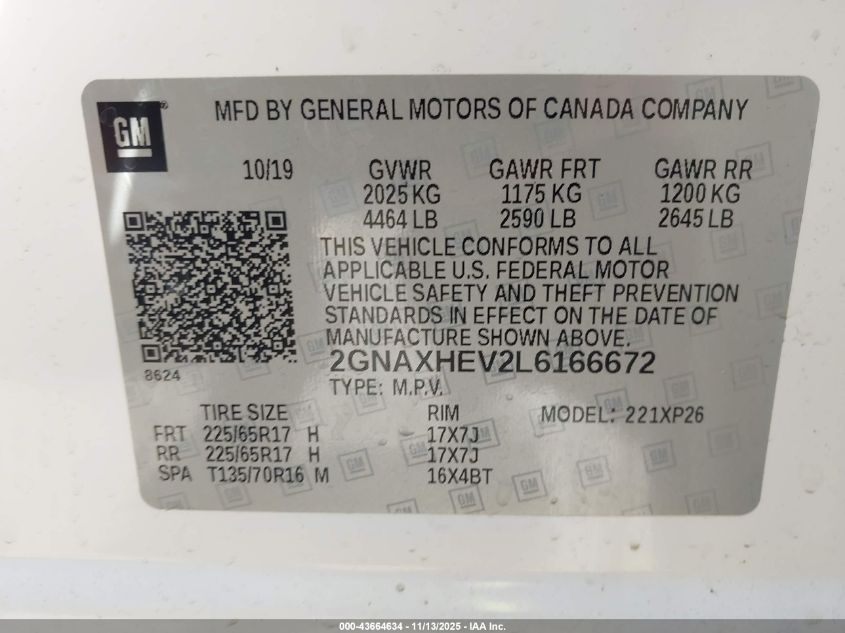 GM ®
MFD BY GENERAL MOTORS OF CANADA COMPANY
10/19 GVWR GAWR FRT GAWR RR
2025 KG 1175 KG 1200 KG
4464 LB 2590 LB 2645 LB
THIS VEHICLE CONFORMS TO ALL
APPLICABLE U.S. FEDERAL MOTOR
VEHICLE SAFETY AND THEFT PREVENTION
STANDARDS IN EFFECT ON THE DATE OF
MANUFACTURE SHOWN ABOVE.
8624
2GNAXHEV2L6166672
TYPE: M.P.V.
TIRE SIZE RIM MODEL: 221XP26
FRT 225/65R17 H 17X7J
RR 225/65R17 H 17X7J
SPA T135/70R16 M 16X4BT
000-43664634 - 11/13/2025 - IAA Inc.